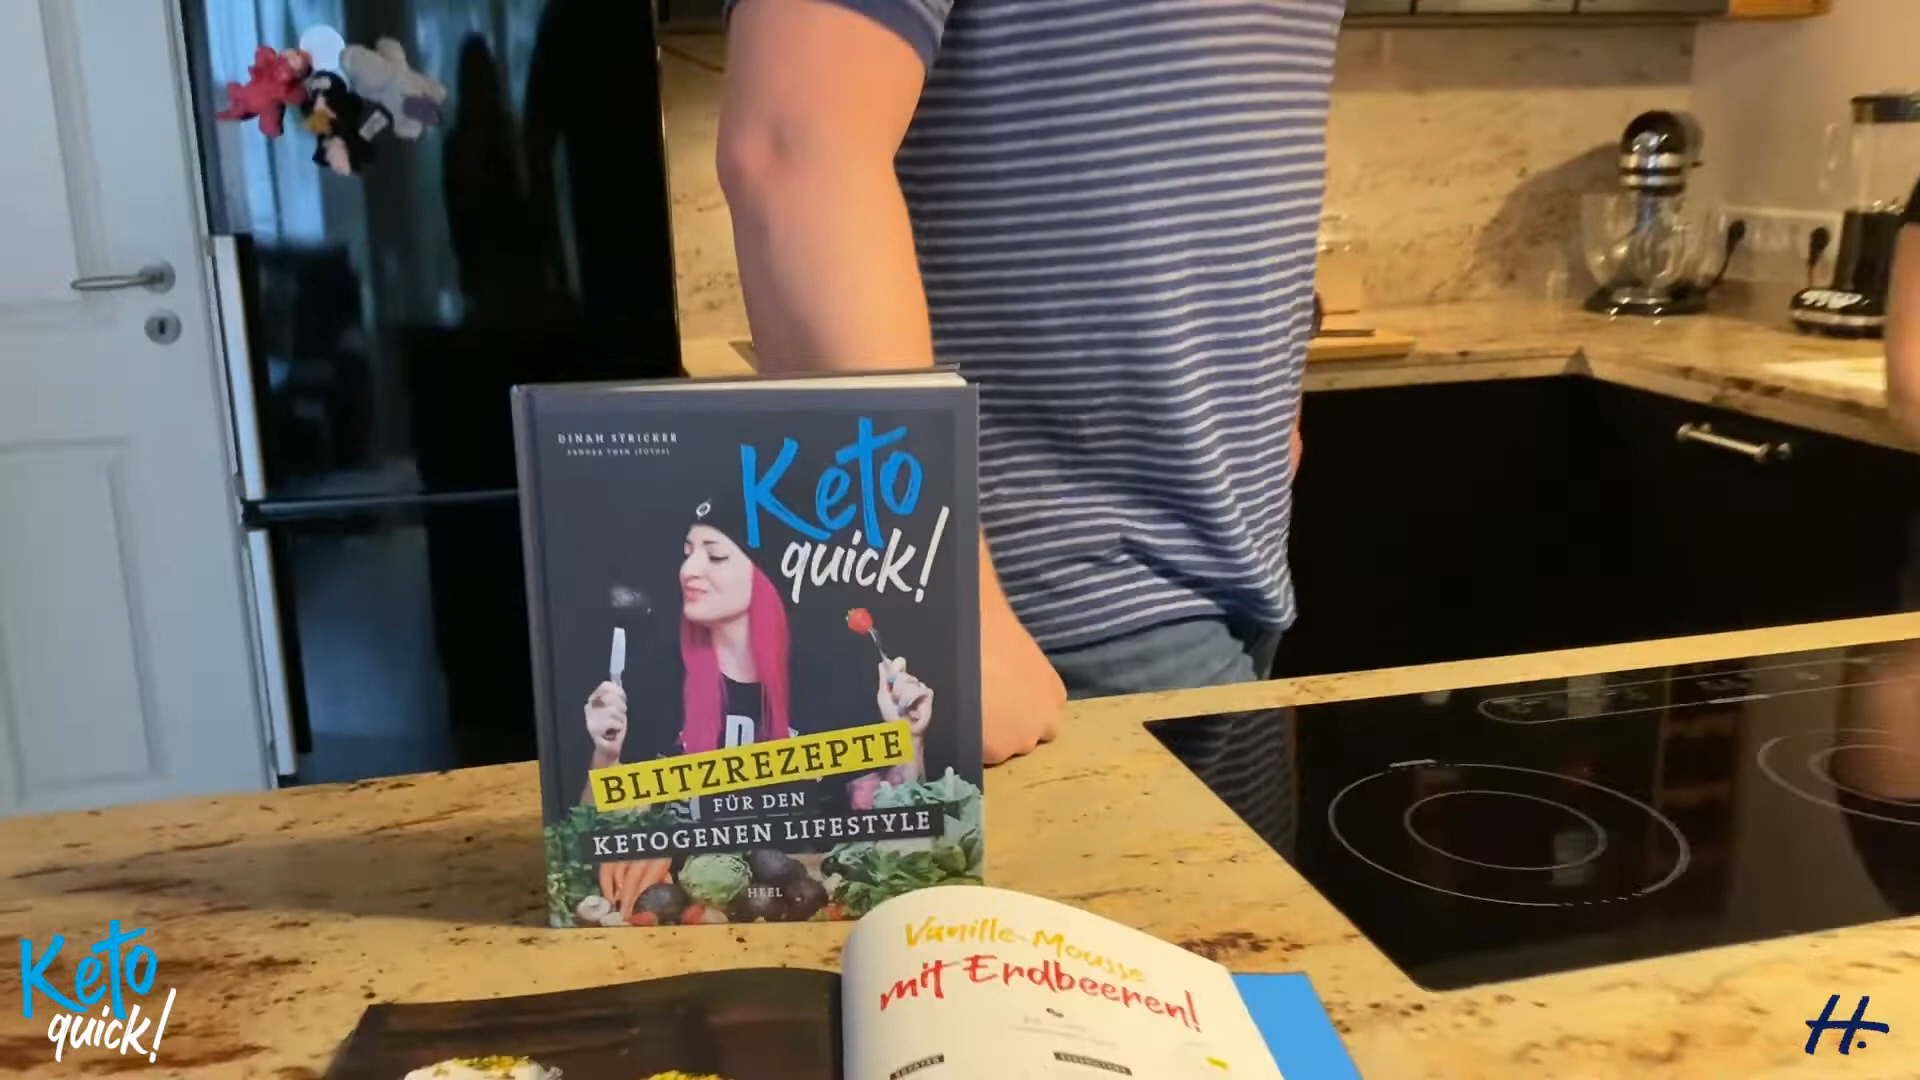 DINAH STRICKER
Keto
quick!
BLITZREZEPTE
FÜR DEN
KETOGENEN LIFESTYLE
HEEL
Vanille-Mousse
mit Erdbeeren!
Keto
quick!
H.